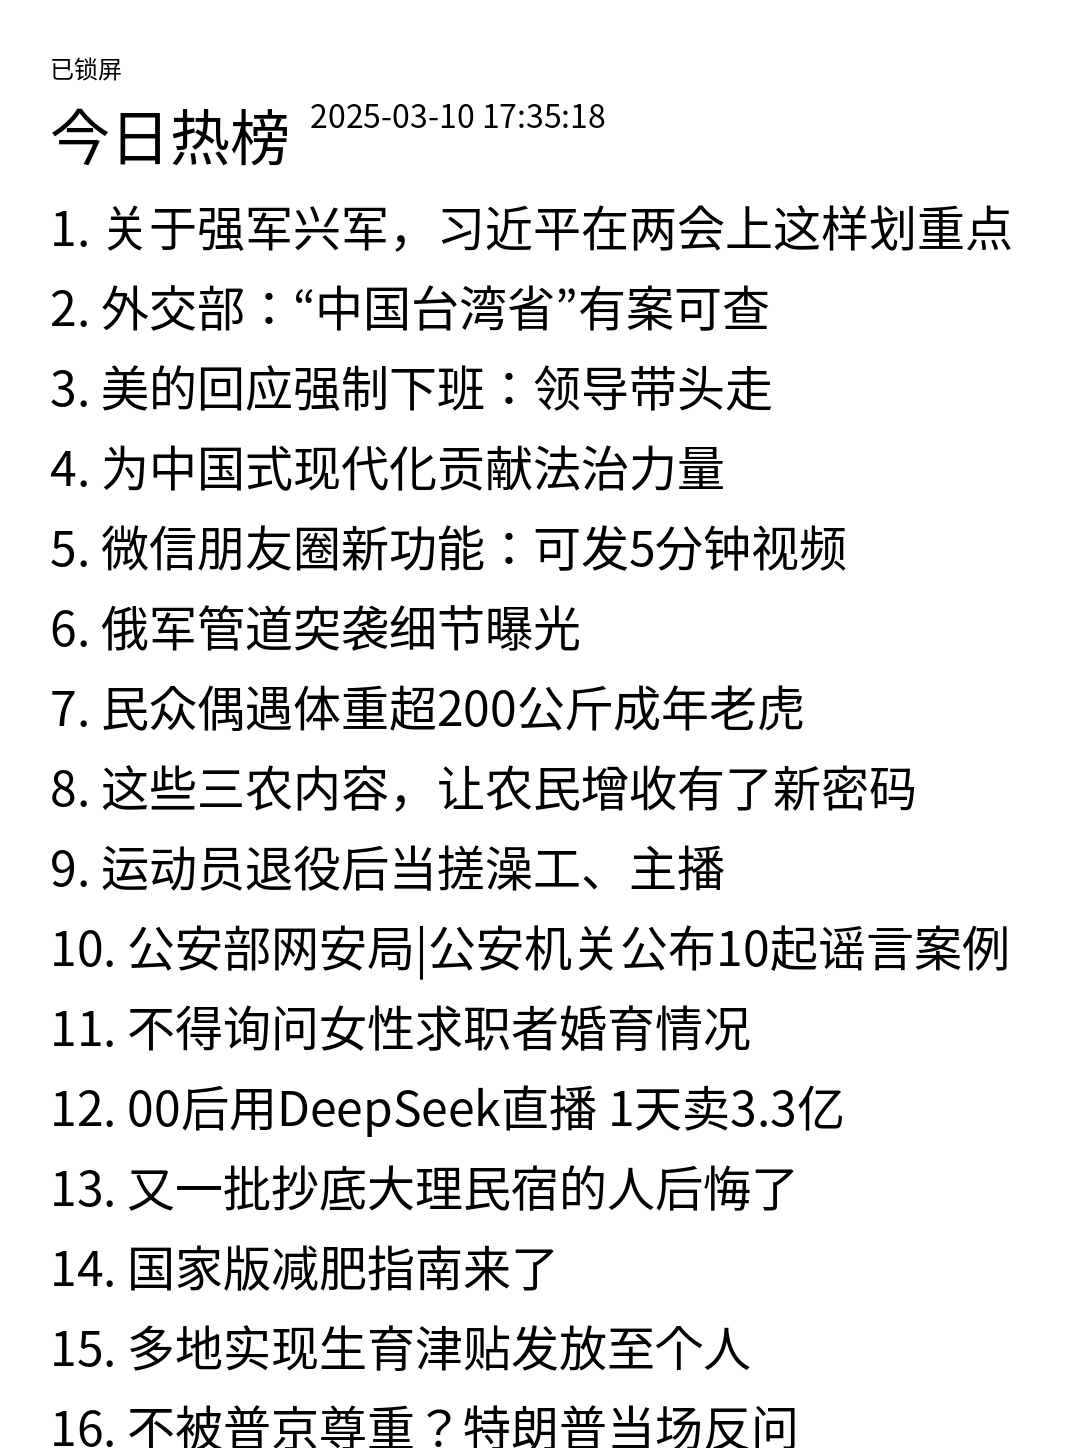 已锁屏
今日热榜 2025-03-10 17:35:18
1. 关于强军兴军，习近平在两会上这样划重点
2. 外交部：“中国台湾省”有案可查
3. 美的回应强制下班：领导带头走
4. 为中国式现代化贡献法治力量
5. 微信朋友圈新功能：可发5分钟视频
6. 俄军管道突袭细节曝光
7. 民众偶遇体重超200公斤成年老虎
8. 这些三农内容，让农民增收有了新密码
9. 运动员退役后当搓澡工、主播
10. 公安部网安局|公安机关公布10起谣言案例
11. 不得询问女性求职者婚育情况
12. 00后用DeepSeek直播 1天卖3.3亿
13. 又一批抄底大理民宿的人后悔了
14. 国家版减肥指南来了
15. 多地实现生育津贴发放至个人
16. 不被普京尊重？特朗普当场反问